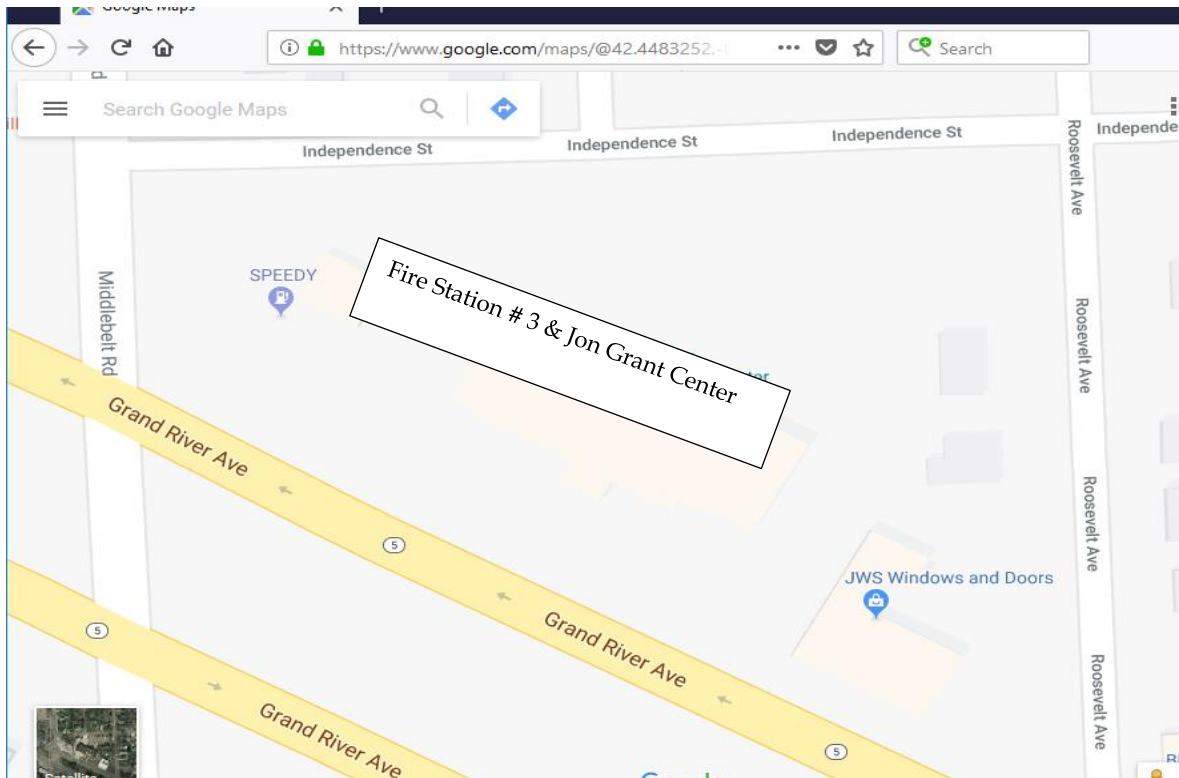 Google Maps
https://www.google.com/maps/@42.4483252,-
Search
Search Google Maps
Independence St
Independence St
Independence St
Independe
Roosevelt Ave
SPEEDY
Fire Station # 3 & Jon Grant Center
ter
Middlebelt Rd
Roosevelt Ave
Grand River Ave
Roosevelt Ave
5
JWS Windows and Doors
5
Grand River Ave
Roosevelt Ave
Grand River Ave
5
Satellite
Google